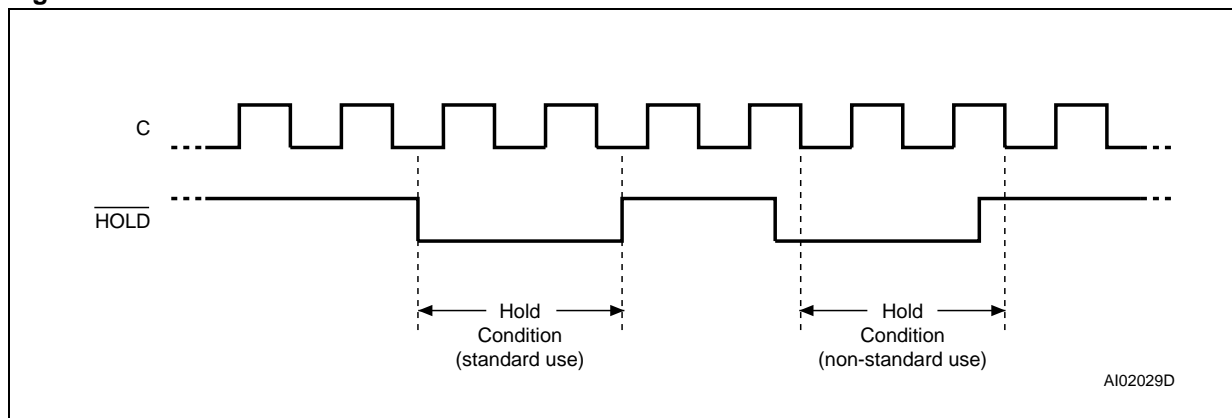 C
HOLD
Hold
Condition
(standard use)
Hold
Condition
(non-standard use)
AI02029D